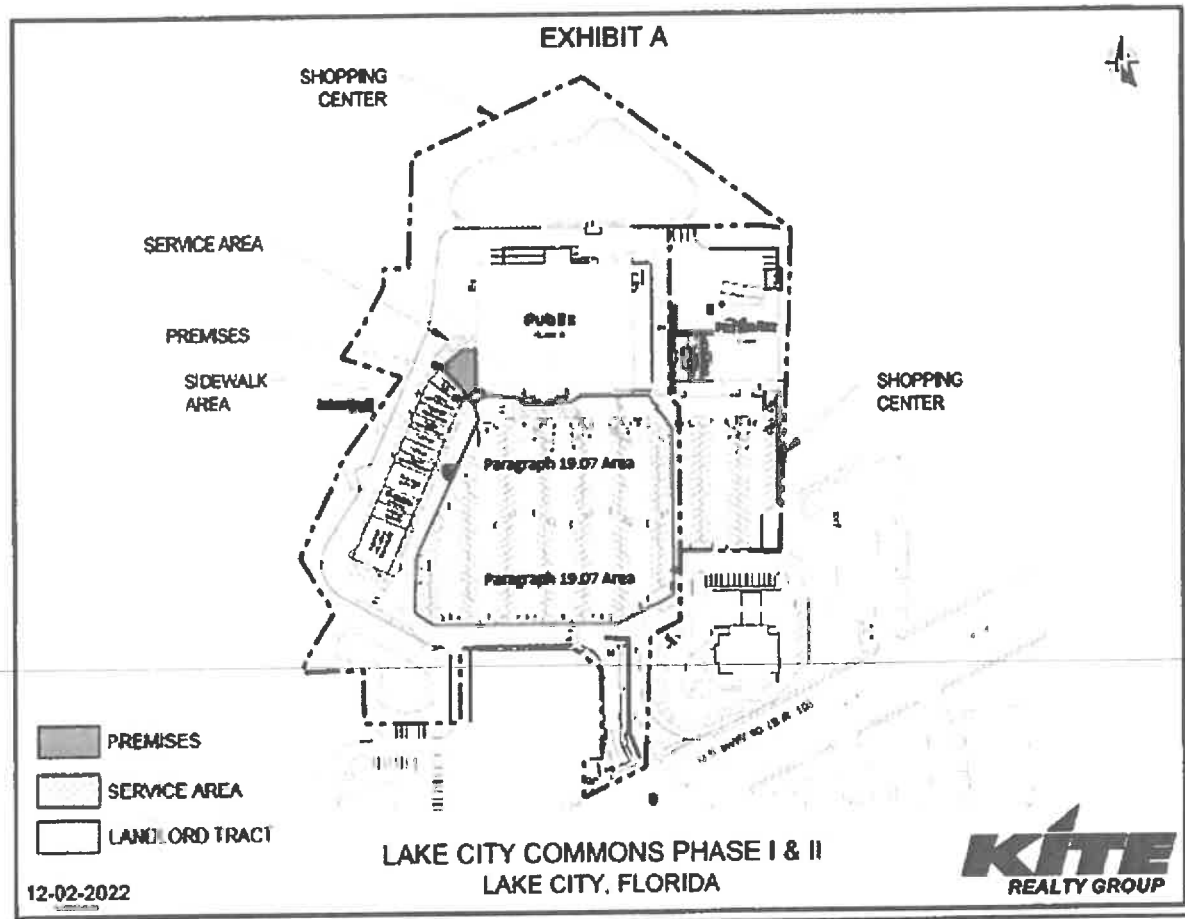 EXHIBIT A
SHOPPING
CENTER
SERVICE AREA
PREMISES
SIDEWALK
AREA
Publix
SHOPPING
CENTER
Paragraph 19.07 Area
Paragraph 19.07 Area
PREMISES
SERVICE AREA
LANDLORD TRACT
LAKE CITY COMMONS PHASE I & II
LAKE CITY, FLORIDA
12-02-2022
KITE
REALTY GROUP